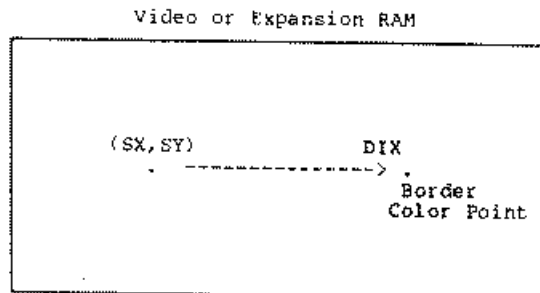 Video or Expansion RAM
(SX,SY) DIX
. -----------------> .
Border
Color Point